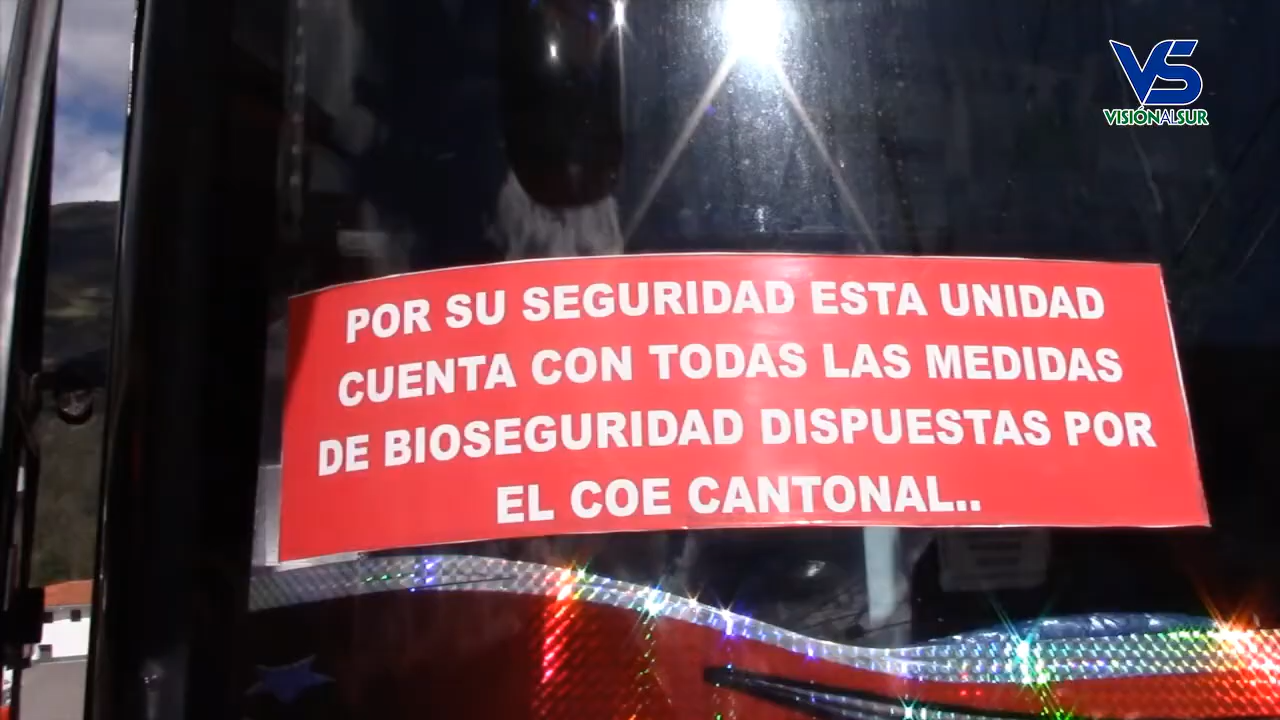 VS
VISIÓNALSUR
POR SU SEGURIDAD ESTA UNIDAD
CUENTA CON TODAS LAS MEDIDAS
DE BIOSEGURIDAD DISPUESTAS POR
EL COE CANTONAL..